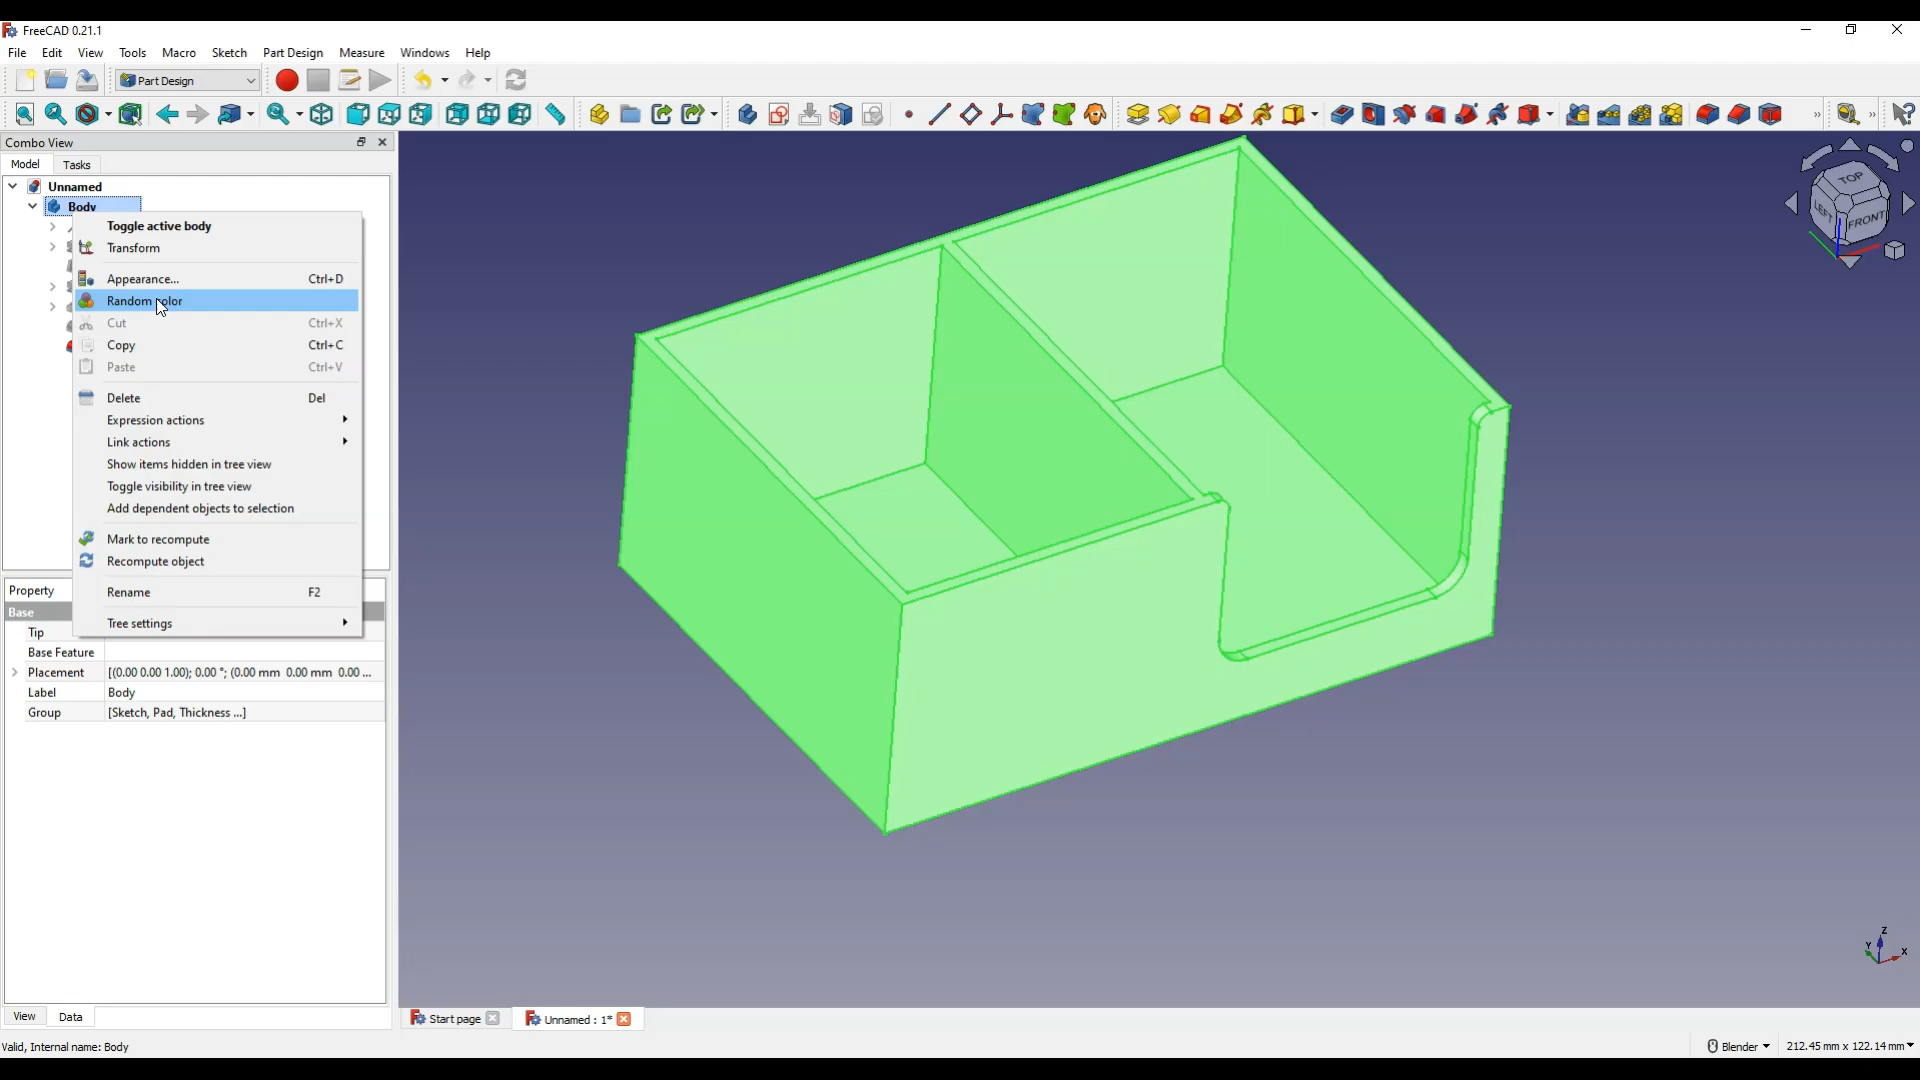 FreeCAD 0.21.1
File Edit View Tools Macro Sketch Part Design Measure Windows Help
Part Design
Combo View
Model Tasks
Unnamed
Body
Toggle active body
Transform
Appearance... Ctrl+D
Random color
Cut Ctrl+X
Copy Ctrl+C
Paste Ctrl+V
Delete Del
Expression actions
Link actions
Show items hidden in tree view
Toggle visibility in tree view
Add dependent objects to selection
Mark to recompute
Recompute object
Rename F2
Tree settings
Property
Base
Tip
Base Feature
Placement [(0.00 0.00 1.00); 0.00 °; (0.00 mm 0.00 mm 0.00 ...
Label Body
Group [Sketch, Pad, Thickness ...]
View Data
TOP
LEFT FRONT
Z
Y X
Start page Unnamed : 1*
Valid, Internal name: Body
Blender 212.45 mm x 122.14 mm